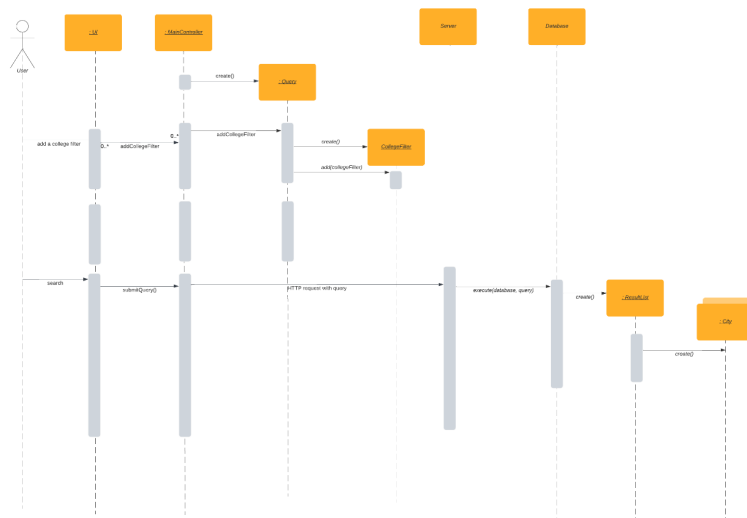 : UI
: MainController
Server
Database
User
create()
: Query
add a college filter
0..*
addCollegeFilter
0..*
addCollegeFilter
create()
CollegeFilter
add(collegeFilter)
search
submitQuery()
HTTP request with query
execute(database, query)
create()
: ResultList
: City
create()